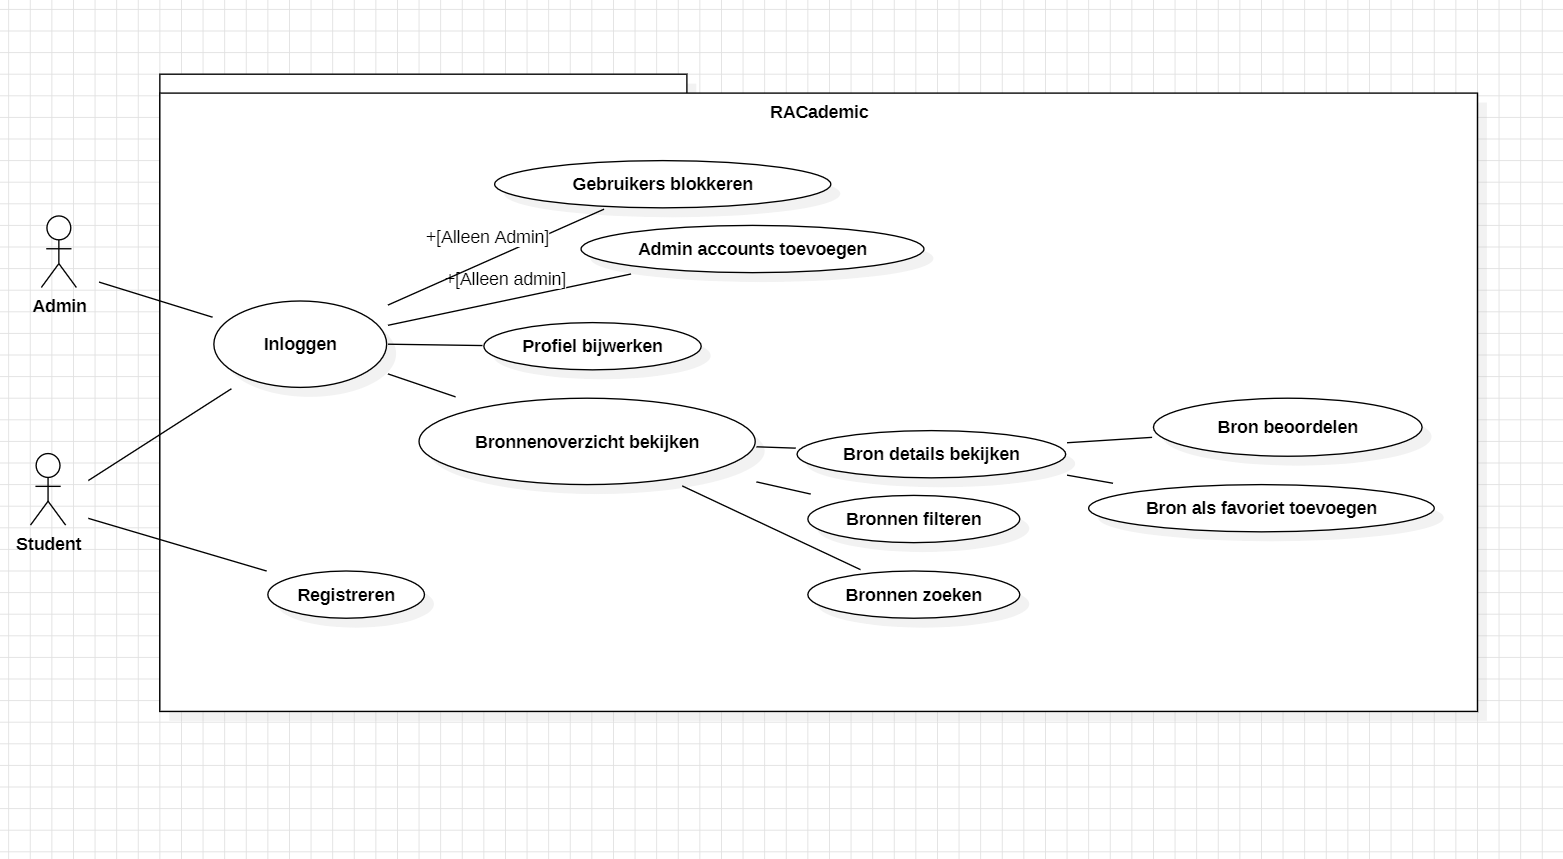 RACademic
Gebruikers blokkeren
+[Alleen Admin]
Admin accounts toevoegen
+[Alleen admin]
Admin
Inloggen
Profiel bijwerken
Bronnenoverzicht bekijken
Bron beoordelen
Bron details bekijken
Bron als favoriet toevoegen
Bronnen filteren
Student
Registreren
Bronnen zoeken